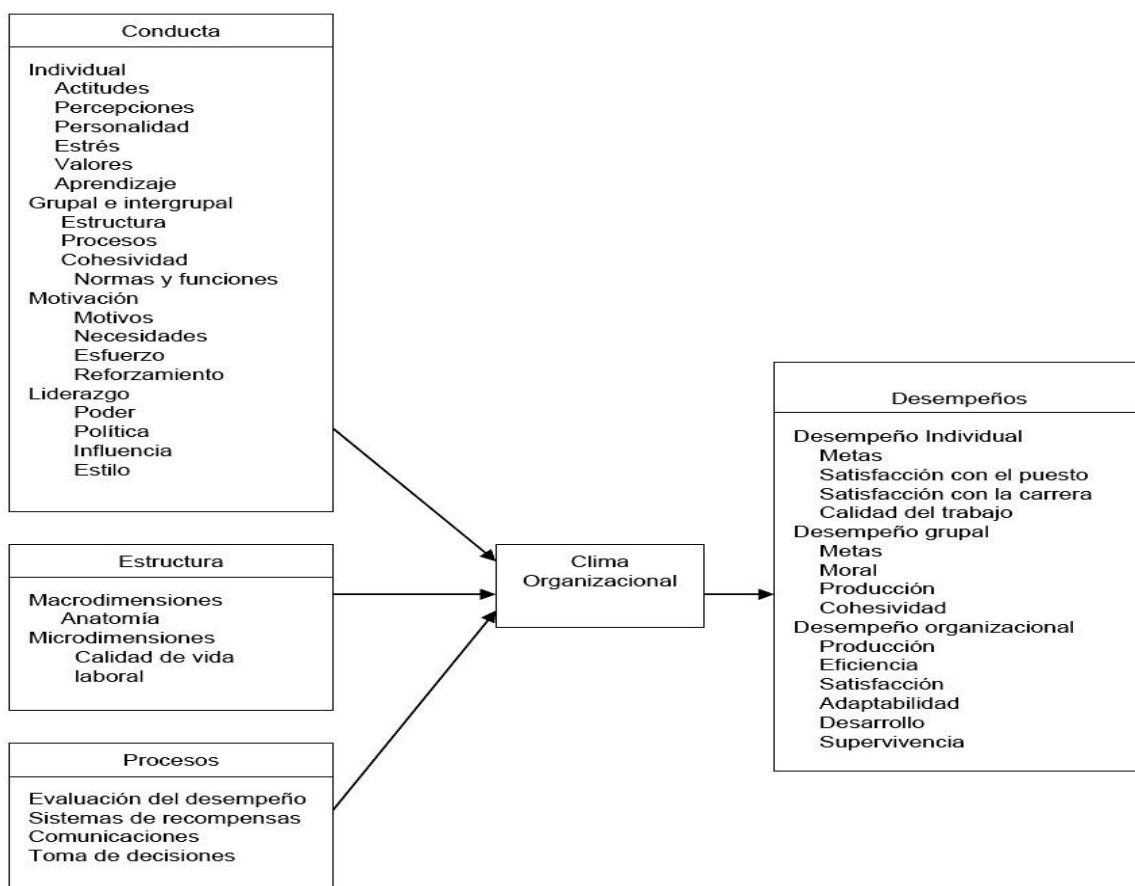 Conducta
Individual
Actitudes
Percepciones
Personalidad
Estrés
Valores
Aprendizaje
Grupal e intergrupal
Estructura
Procesos
Cohesividad
Normas y funciones
Motivación
Motivos
Necesidades
Esfuerzo
Reforzamiento
Liderazgo
Poder
Política
Influencia
Estilo
Estructura
Macrodimensiones
Anatomía
Microdimensiones
Calidad de vida
laboral
Procesos
Evaluación del desempeño
Sistemas de recompensas
Comunicaciones
Toma de decisiones
Clima
Organizacional
Desempeños
Desempeño Individual
Metas
Satisfacción con el puesto
Satisfacción con la carrera
Calidad del trabajo
Desempeño grupal
Metas
Moral
Producción
Cohesividad
Desempeño organizacional
Producción
Eficiencia
Satisfacción
Adaptabilidad
Desarrollo
Supervivencia